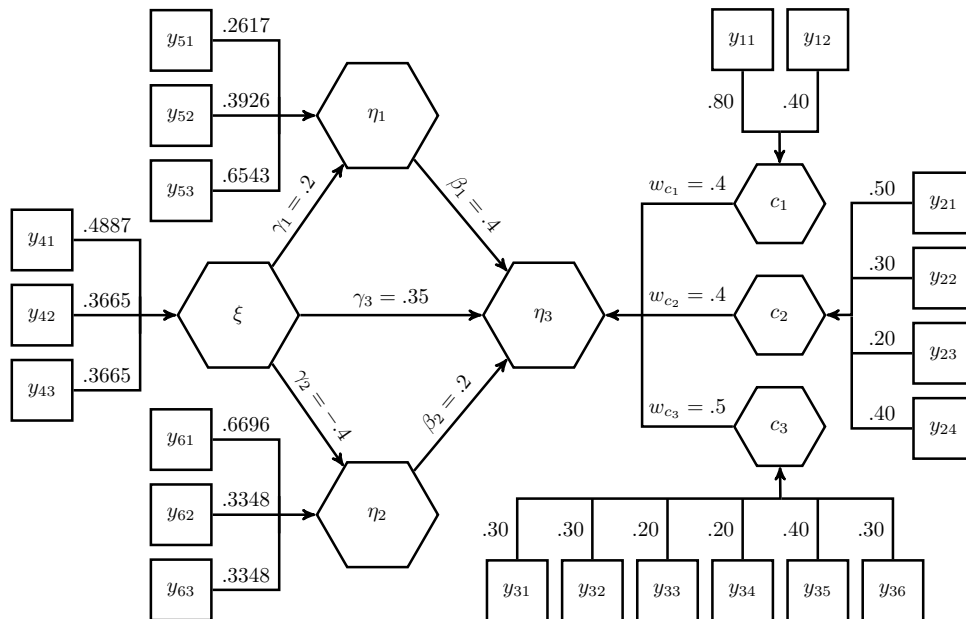 y₅₁ .2617
y₅₂ .3926
y₅₃ .6543
η₁
y₁₁ y₁₂
.80 .40
γ₁ = .2
β₁ = .4
w_c₁ = .4
c₁
y₄₁ .4887
y₄₂ .3665
y₄₃ .3665
ξ
γ₃ = .35
η₃
w_c₂ = .4
c₂
.50 y₂₁
.30 y₂₂
.20 y₂₃
.40 y₂₄
γ₂ = −.4
β₂ = .2
w_c₃ = .5
c₃
y₆₁ .6696
y₆₂ .3348
y₆₃ .3348
η₂
.30 .30 .20 .20 .40 .30
y₃₁ y₃₂ y₃₃ y₃₄ y₃₅ y₃₆